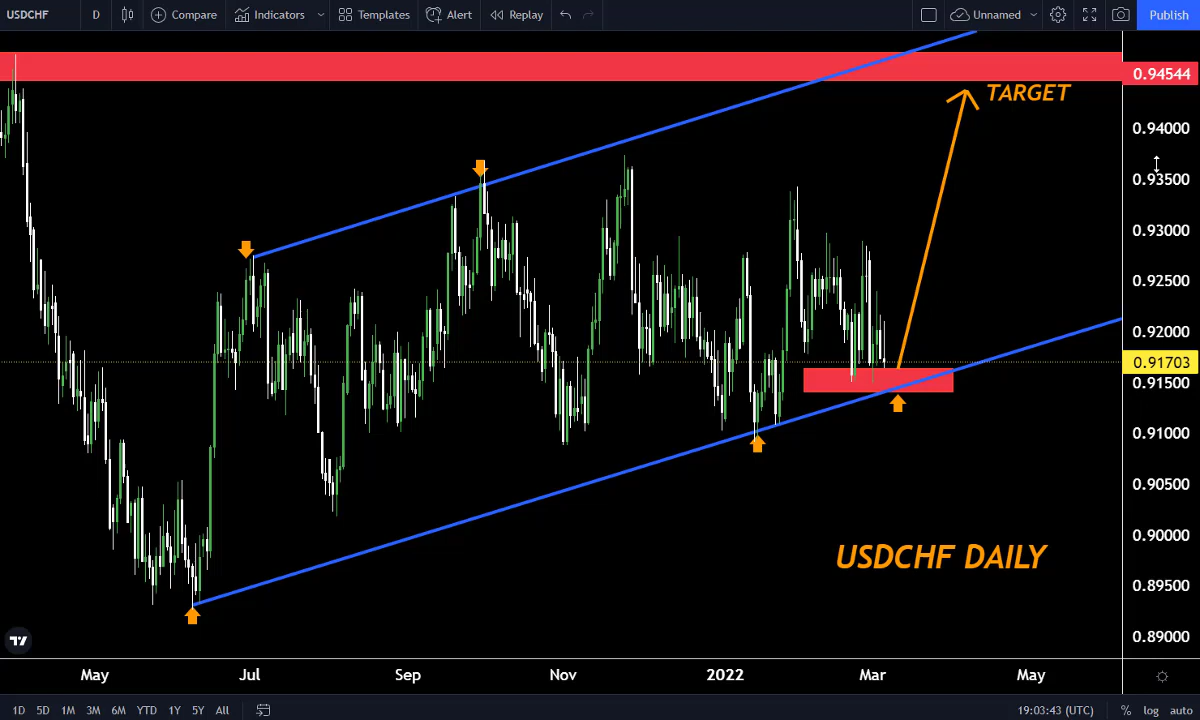 USDCHF D Compare Indicators Templates Alert Replay Unnamed Publish
0.94544
TARGET
0.94000
0.93500
0.93000
0.92500
0.92000
0.91703
0.91500
0.91000
0.90500
0.90000
USDCHF DAILY
0.89500
0.89000
May Jul Sep Nov 2022 Mar May
1D 5D 1M 3M 6M YTD 1Y 5Y All 19:03:43 (UTC) % log auto